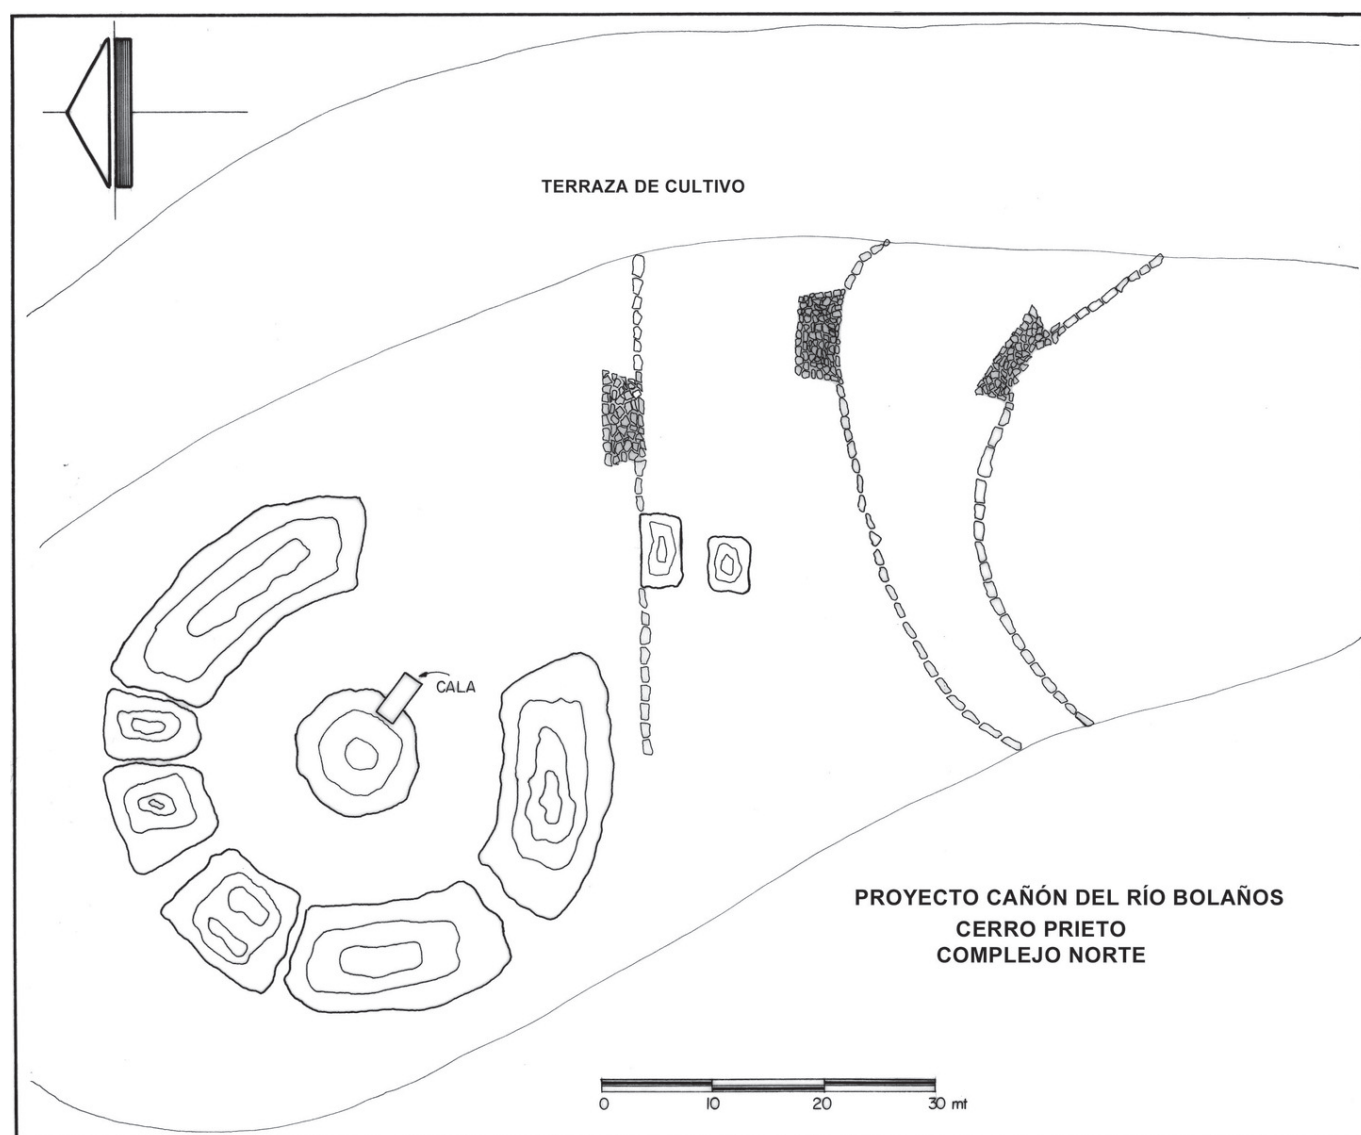 TERRAZA DE CULTIVO
CALA
PROYECTO CAÑÓN DEL RÍO BOLAÑOS
CERRO PRIETO
COMPLEJO NORTE
0 10 20 30 mt